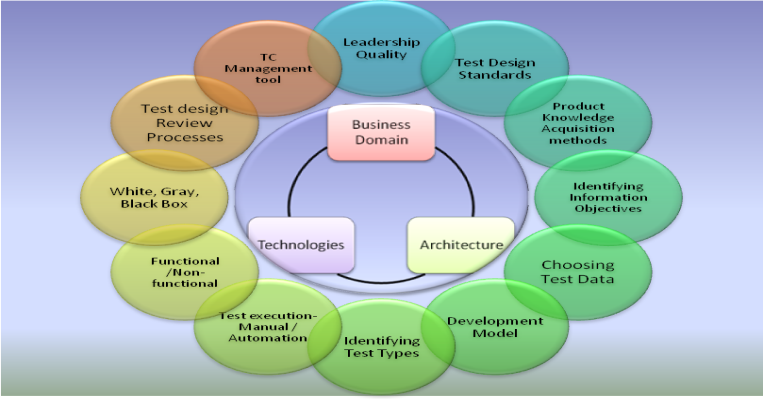 Leadership
Quality
Test Design
Standards
Product
Knowledge
Acquisition
methods
Identifying
Information
Objectives
Choosing
Test Data
Development
Model
Identifying
Test Types
Test execution-
Manual /
Automation
Functional
/Non-
functional
White, Gray,
Black Box
Test design
Review
Processes
TC
Management
tool
Business
Domain
Technologies
Architecture